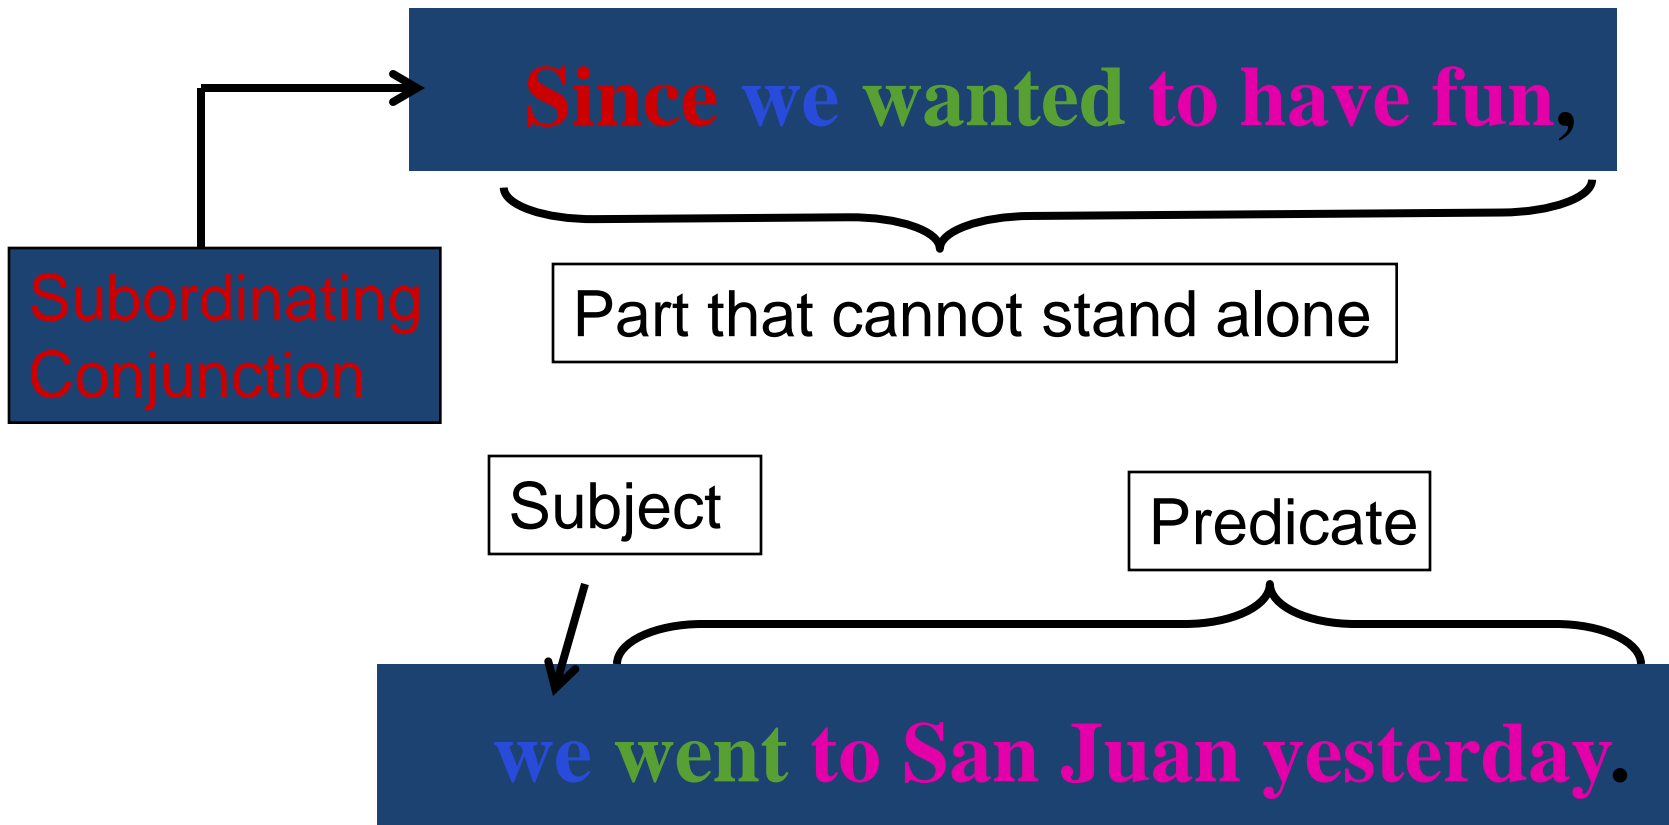 Since we wanted to have fun,
Subordinating
Conjunction
Part that cannot stand alone
Subject
Predicate
we went to San Juan yesterday.